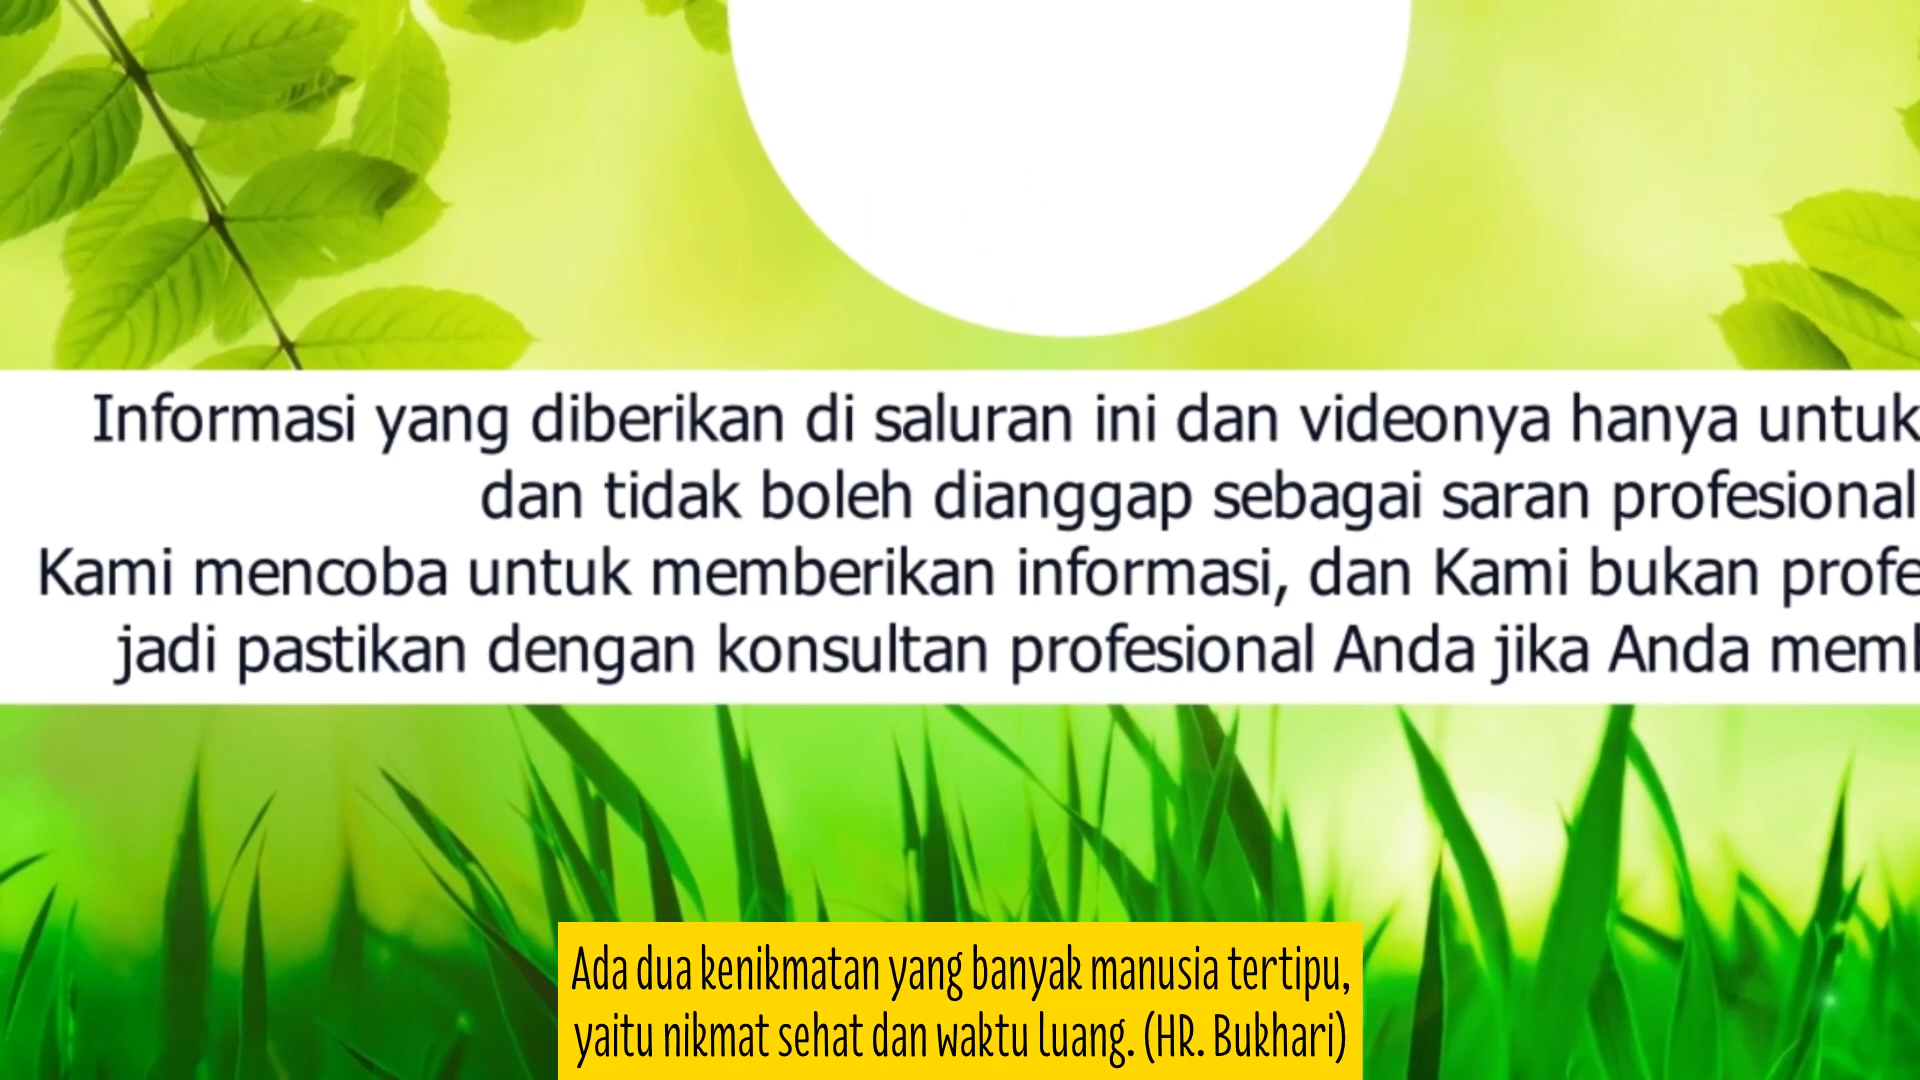 Informasi yang diberikan di saluran ini dan videonya hanya untuk
dan tidak boleh dianggap sebagai saran profesional
Kami mencoba untuk memberikan informasi, dan Kami bukan
jadi pastikan dengan konsultan profesional Anda jika Anda
Ada dua kenikmatan yang banyak manusia tertipu,
yaitu nikmat sehat dan waktu luang. (HR. Bukhari)